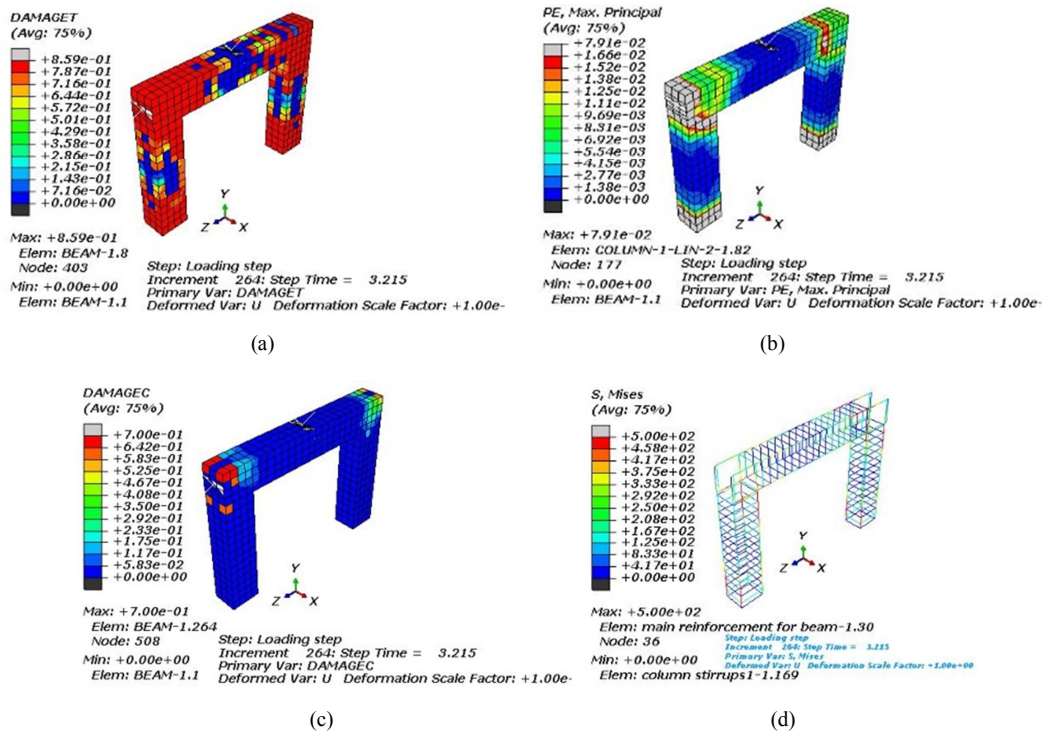 DAMAGET
(Avg: 75%)
+8.59e-01
+7.87e-01
+7.16e-01
+6.44e-01
+5.72e-01
+5.01e-01
+4.29e-01
+3.58e-01
+2.86e-01
+2.15e-01
+1.43e-01
+7.16e-02
+0.00e+00
Y
Z X
Max: +8.59e-01
Elem: BEAM-1.8
Node: 403
Min: +0.00e+00
Elem: BEAM-1.1
Step: Loading step
Increment 264: Step Time = 3.215
Primary Var: DAMAGET
Deformed Var: U Deformation Scale Factor: +1.00e-
(a)
PE, Max. Principal
(Avg: 75%)
+7.91e-02
+1.66e-02
+1.52e-02
+1.38e-02
+1.25e-02
+1.11e-02
+9.69e-03
+8.31e-03
+6.92e-03
+5.54e-03
+4.15e-03
+2.77e-03
+1.38e-03
+0.00e+00
Y
Z X
Max: +7.91e-02
Elem: COLUMN-1-LIN-2-1.82
Node: 177
Min: +0.00e+00
Elem: BEAM-1.1
Step: Loading step
Increment 264: Step Time = 3.215
Primary Var: PE, Max. Principal
Deformed Var: U Deformation Scale Factor: +1.00e-
(b)
DAMAGEC
(Avg: 75%)
+7.00e-01
+6.42e-01
+5.83e-01
+5.25e-01
+4.67e-01
+4.08e-01
+3.50e-01
+2.92e-01
+2.33e-01
+1.75e-01
+1.17e-01
+5.83e-02
+0.00e+00
Y
Z X
Max: +7.00e-01
Elem: BEAM-1.264
Node: 508
Min: +0.00e+00
Elem: BEAM-1.1
Step: Loading step
Increment 264: Step Time = 3.215
Primary Var: DAMAGEC
Deformed Var: U Deformation Scale Factor: +1.00e-
(c)
S, Mises
(Avg: 75%)
+5.00e+02
+4.58e+02
+4.17e+02
+3.75e+02
+3.33e+02
+2.92e+02
+2.50e+02
+2.08e+02
+1.67e+02
+1.25e+02
+8.33e+01
+4.17e+01
+0.00e+00
Y
Z X
Max: +5.00e+02
Elem: main reinforcement for beam-1.30
Node: 36
Min: +0.00e+00
Elem: column stirrups1-1.169
Step: Loading step
Increment 264: Step Time = 3.215
Primary Var: S, Mises
Deformed Var: U Deformation Scale Factor: +1.00e+00
(d)